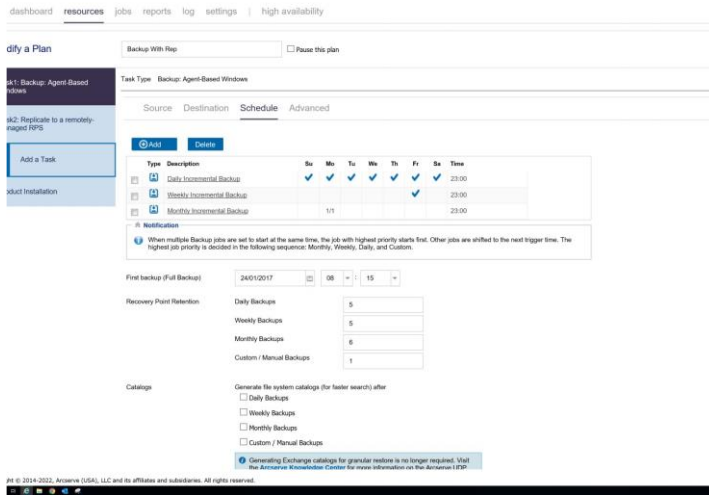 dashboard resources jobs reports log settings | high availability
dify a Plan
Backup With Rep
Pause this plan
sk1: Backup: Agent-Based
ndows
Task Type Backup: Agent-Based Windows
sk2: Replicate to a remotely-
anaged RPS
Add a Task
oduct Installation
Source Destination Schedule Advanced
Add Delete
Type Description Su Mo Tu We Th Fr Sa Time
Daily Incremental Backup 23:00
Weekly Incremental Backup 23:00
Monthly Incremental Backup 1/1 23:00
Notification
When multiple Backup jobs are set to start at the same time, the job with highest priority starts first. Other jobs are shifted to the next trigger time. The
highest job priority is decided in the following sequence: Monthly, Weekly, Daily, and Custom.
First backup (Full Backup) 24/01/2017 08 : 15
Recovery Point Retention Daily Backups 5
Weekly Backups 5
Monthly Backups 6
Custom / Manual Backups 1
Catalogs Generate file system catalogs (for faster search) after
Daily Backups
Weekly Backups
Monthly Backups
Custom / Manual Backups
Generating Exchange catalogs for granular restore is no longer required. Visit
the Arcserve Knowledge Center for more information on the Arcserve UDP
ght © 2014-2022, Arcserve (USA), LLC and its affiliates and subsidiaries. All rights reserved.